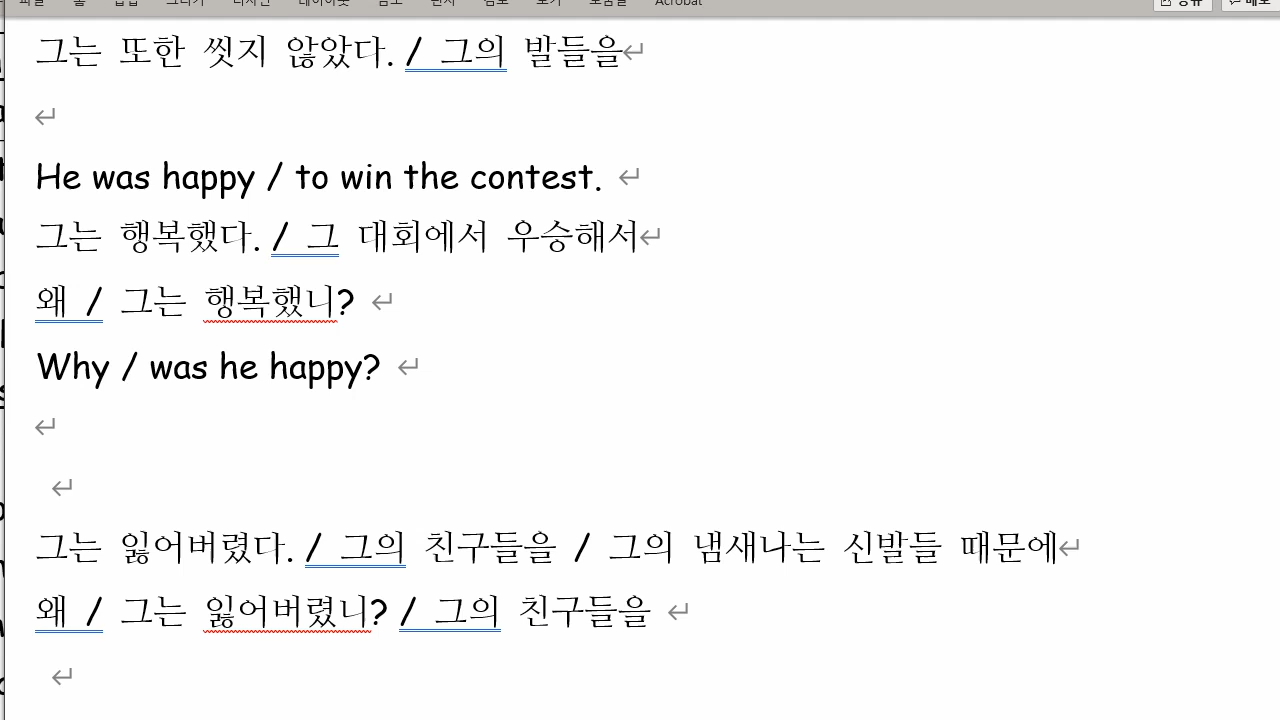 그는 또한 씻지 않았다. / 그의 발들을
He was happy / to win the contest.
그는 행복했다. / 그 대회에서 우승해서
왜 / 그는 행복했니?
Why / was he happy?
그는 잃어버렸다. / 그의 친구들을 / 그의 냄새나는 신발들 때문에
왜 / 그는 잃어버렸니? / 그의 친구들을